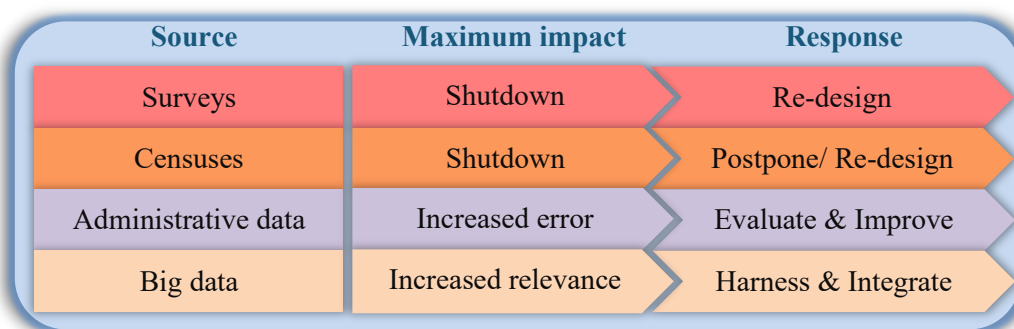 Source Maximum impact Response
Surveys Shutdown Re-design
Censuses Shutdown Postpone/ Re-design
Administrative data Increased error Evaluate & Improve
Big data Increased relevance Harness & Integrate